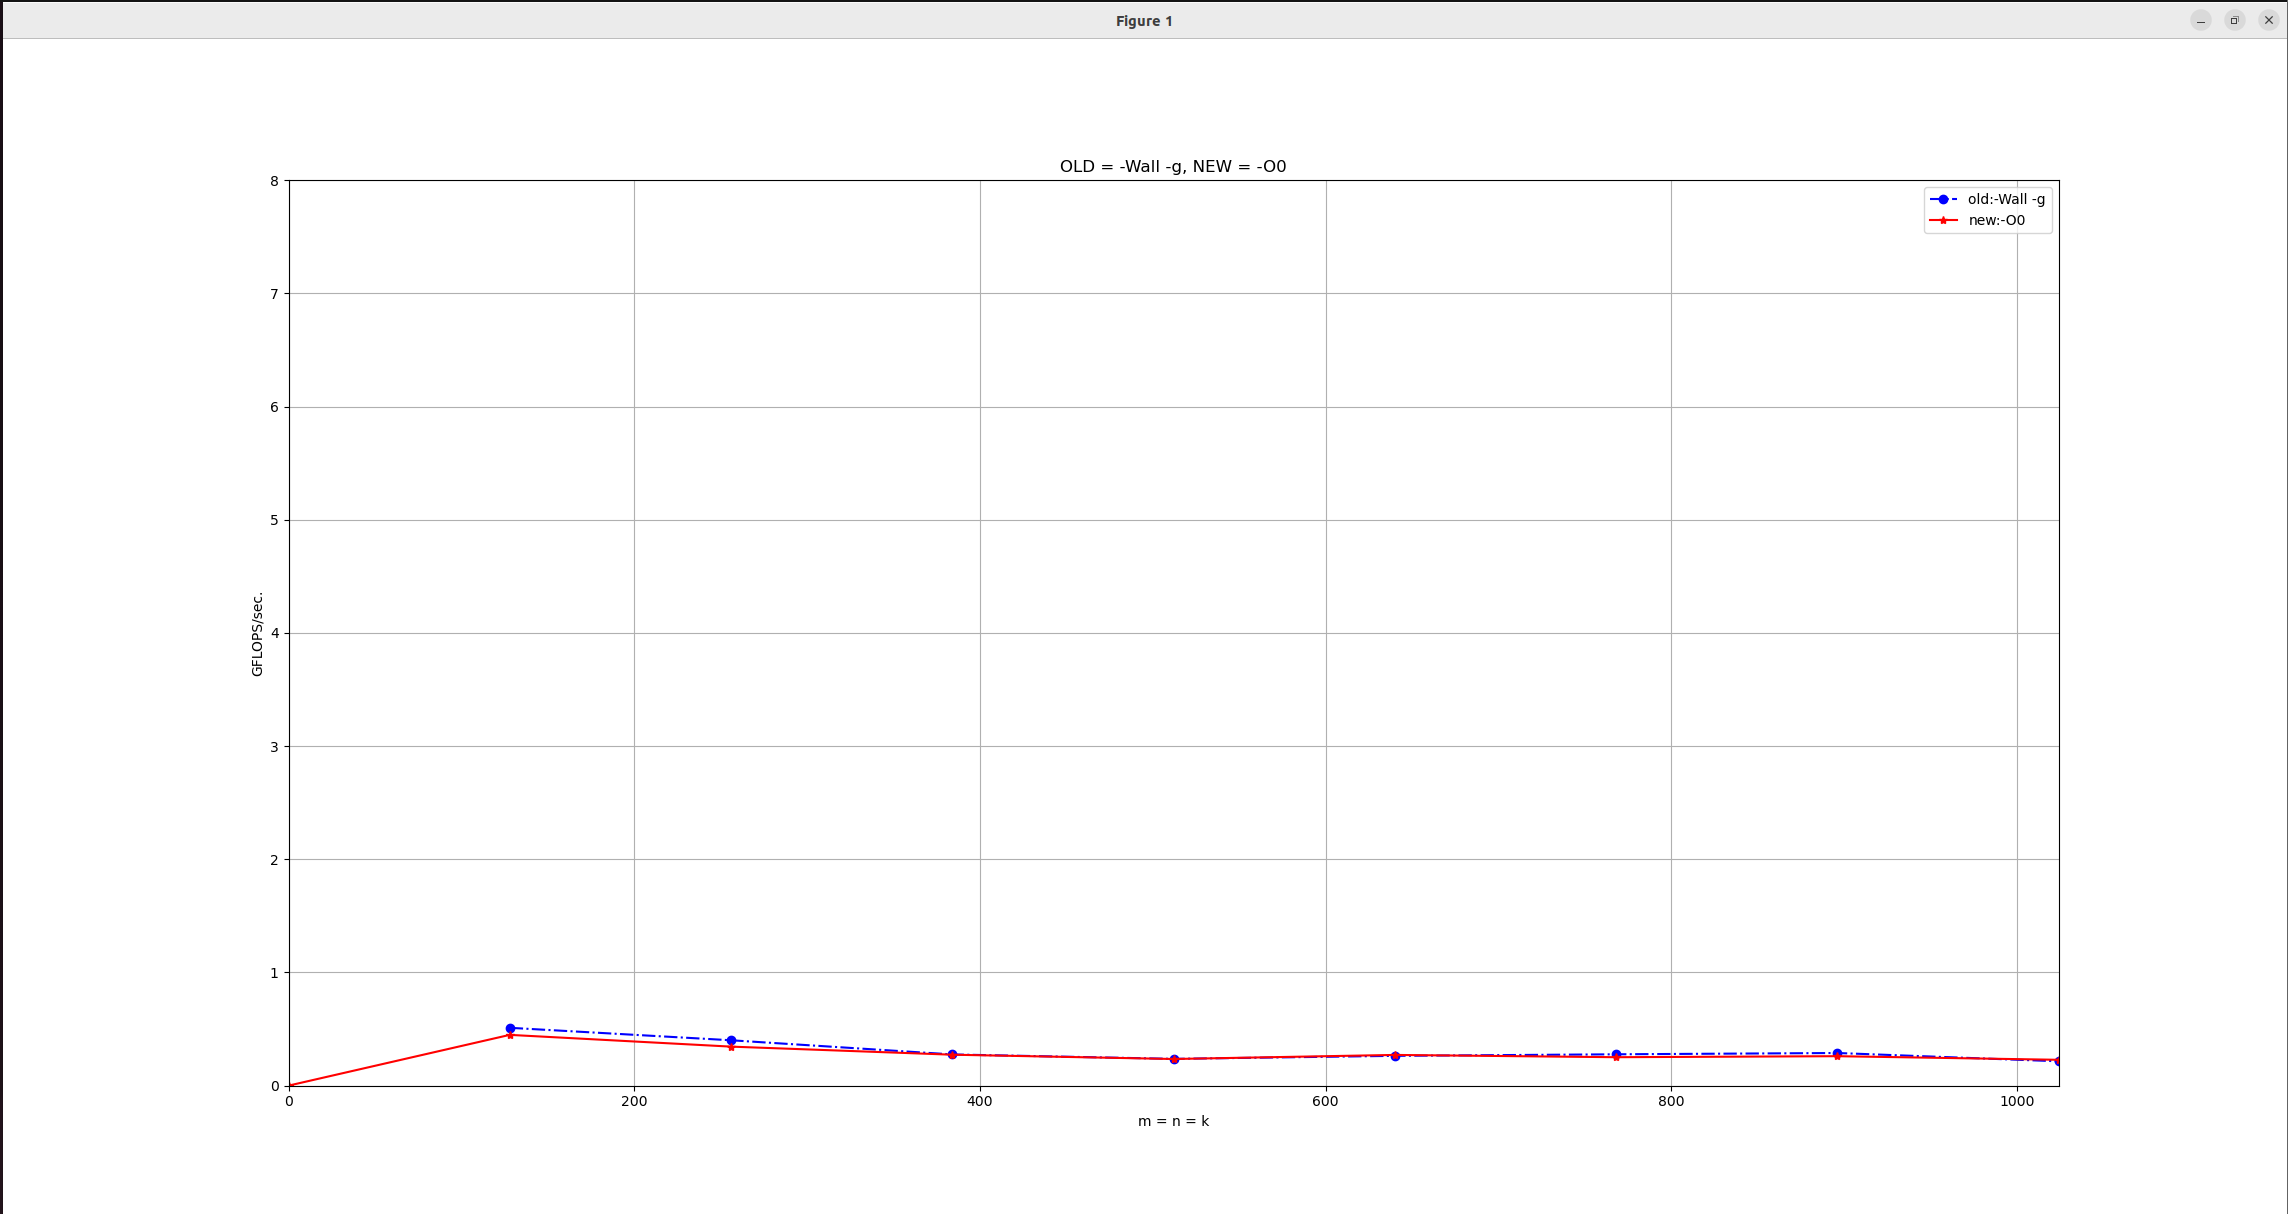 Figure 1
OLD = -Wall -g, NEW = -O0
old:-Wall -g
new:-O0
8
7
6
5
4
3
2
1
0
GFLOPS/sec.
0 200 400 600 800 1000
m = n = k